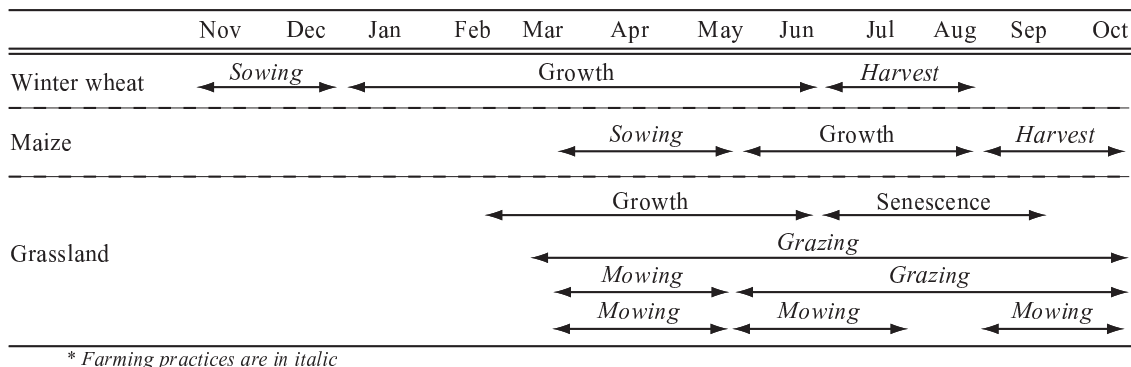 Nov Dec Jan Feb Mar Apr May Jun Jul Aug Sep Oct
Winter wheat Sowing Growth Harvest
Maize Sowing Growth Harvest
Growth Senescence
Grassland
Grazing
Mowing Grazing
Mowing Mowing Mowing
* Farming practices are in italic